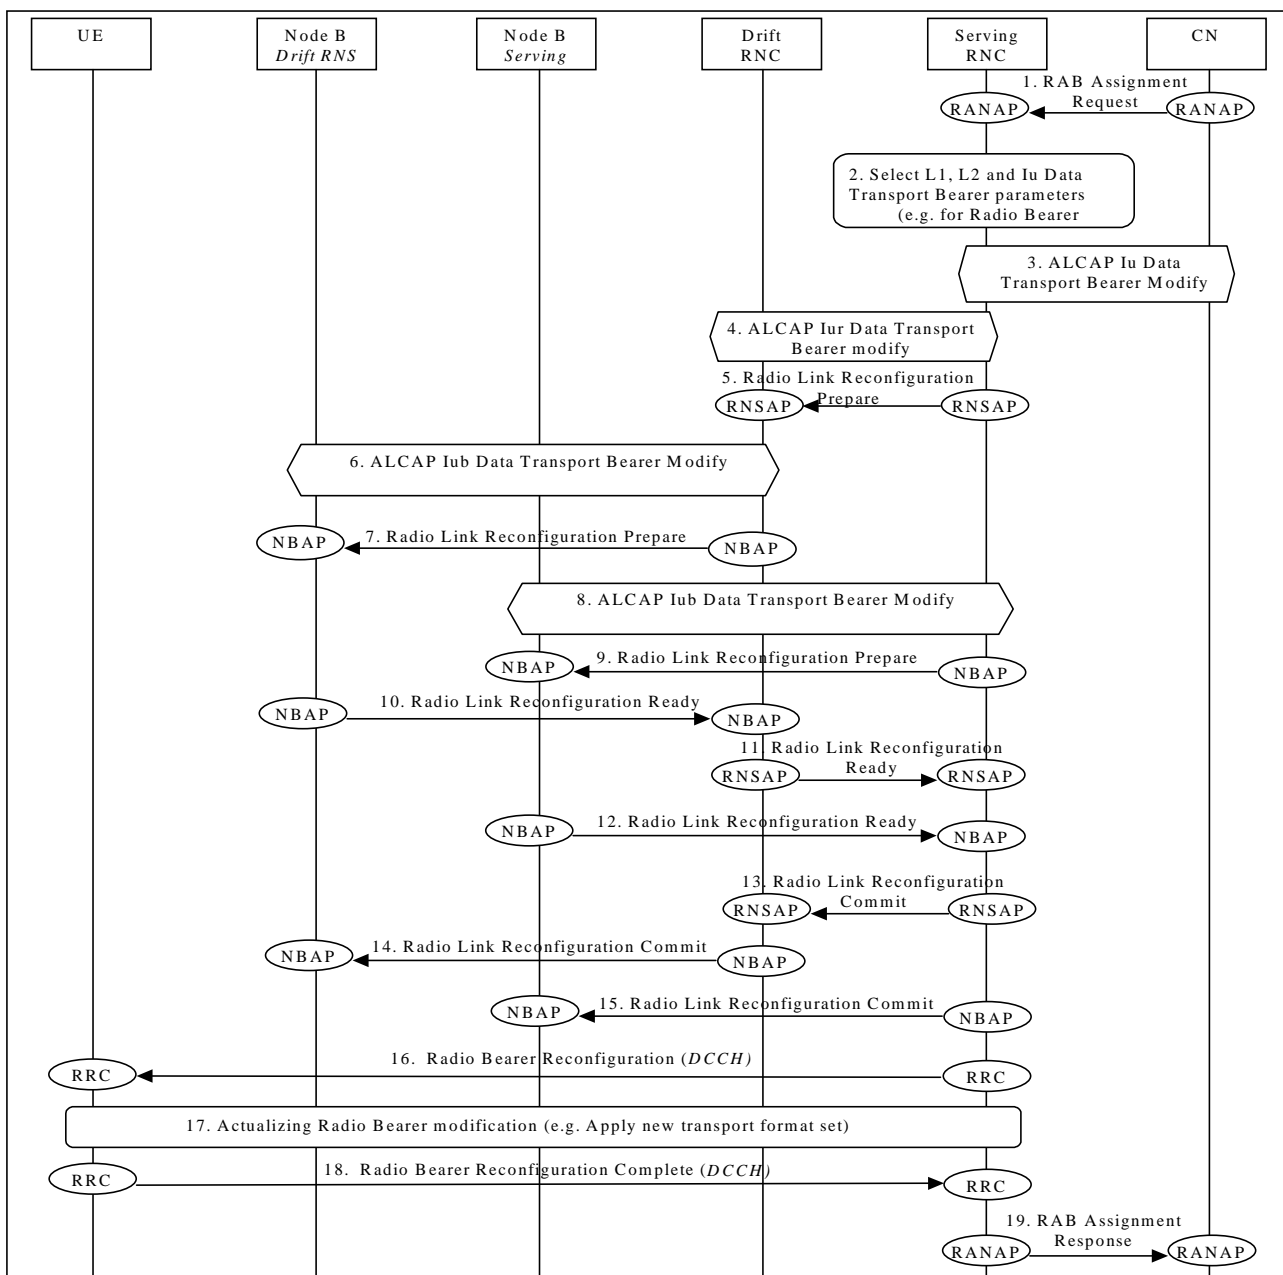 UE
Node B
Drift RNS
Node B
Serving
Drift
RNC
Serving
RNC
CN
1. RAB Assignment
Request
RANAP
RANAP
2. Select L1, L2 and Iu Data
Transport Bearer parameters
(e.g. for Radio Bearer
3. ALCAP Iu Data
Transport Bearer Modify
4. ALCAP Iur Data Transport
Bearer modify
5. Radio Link Reconfiguration
Prepare
RNSAP
RNSAP
6. ALCAP Iub Data Transport Bearer Modify
NBAP
7. Radio Link Reconfiguration Prepare
NBAP
8. ALCAP Iub Data Transport Bearer Modify
NBAP
9. Radio Link Reconfiguration Prepare
NBAP
NBAP
10. Radio Link Reconfiguration Ready
NBAP
11. Radio Link Reconfiguration
Ready
RNSAP
RNSAP
NBAP
12. Radio Link Reconfiguration Ready
NBAP
13. Radio Link Reconfiguration
Commit
RNSAP
RNSAP
NBAP
14. Radio Link Reconfiguration Commit
NBAP
NBAP
15. Radio Link Reconfiguration Commit
NBAP
RRC
16. Radio Bearer Reconfiguration (DCCH)
RRC
17. Actualizing Radio Bearer modification (e.g. Apply new transport format set)
RRC
18. Radio Bearer Reconfiguration Complete (DCCH)
RRC
19. RAB Assignment
Response
RANAP
RANAP